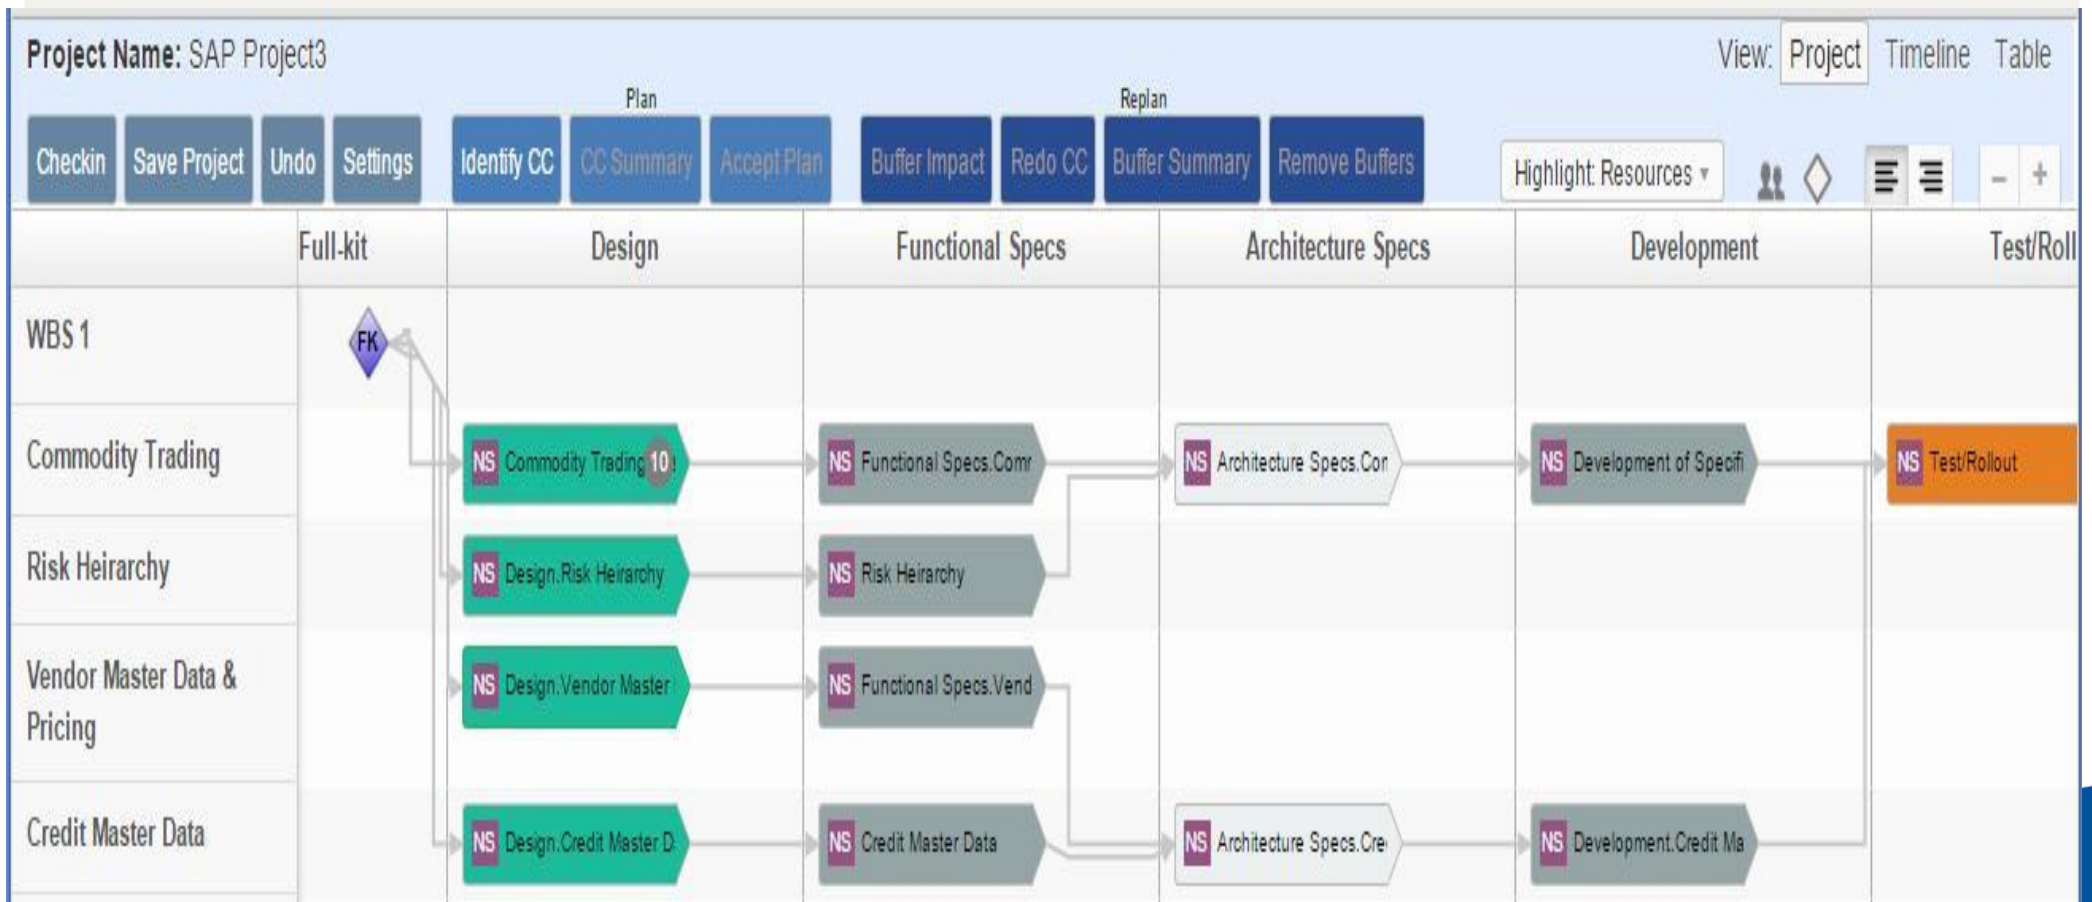 Project Name: SAP Project3
View: Project Timeline Table
Plan
Replan
Checkin Save Project Undo Settings Identify CC CC Summary Accept Plan Buffer Impact Redo CC Buffer Summary Remove Buffers Highlight: Resources
Full-kit Design Functional Specs Architecture Specs Development Test/Roll
WBS 1
FK
Commodity Trading
NS Commodity Trading 10
NS Functional Specs.Comr
NS Architecture Specs.Con
NS Development of Specifi
NS Test/Rollout
Risk Heirarchy
NS Design.Risk Heirarchy
NS Risk Heirarchy
Vendor Master Data &
Pricing
NS Design.Vendor Master
NS Functional Specs.Vend
Credit Master Data
NS Design.Credit Master D
NS Credit Master Data
NS Architecture Specs.Cre
NS Development.Credit Ma